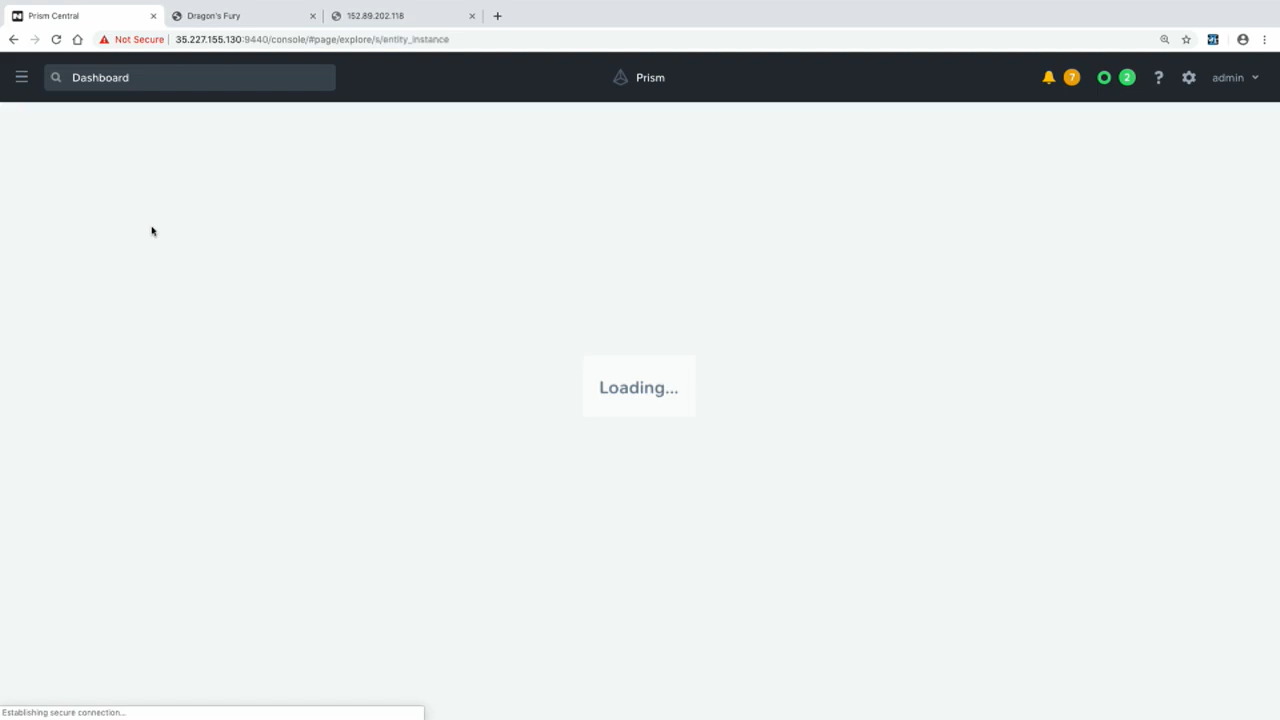 Prism Central
Dragon's Fury
152.89.202.118
Not Secure
35.227.155.130:9440/console/#page/explore/s/entity_instance
Dashboard
Prism
7
2
?
admin
Loading...
Establishing secure connection...